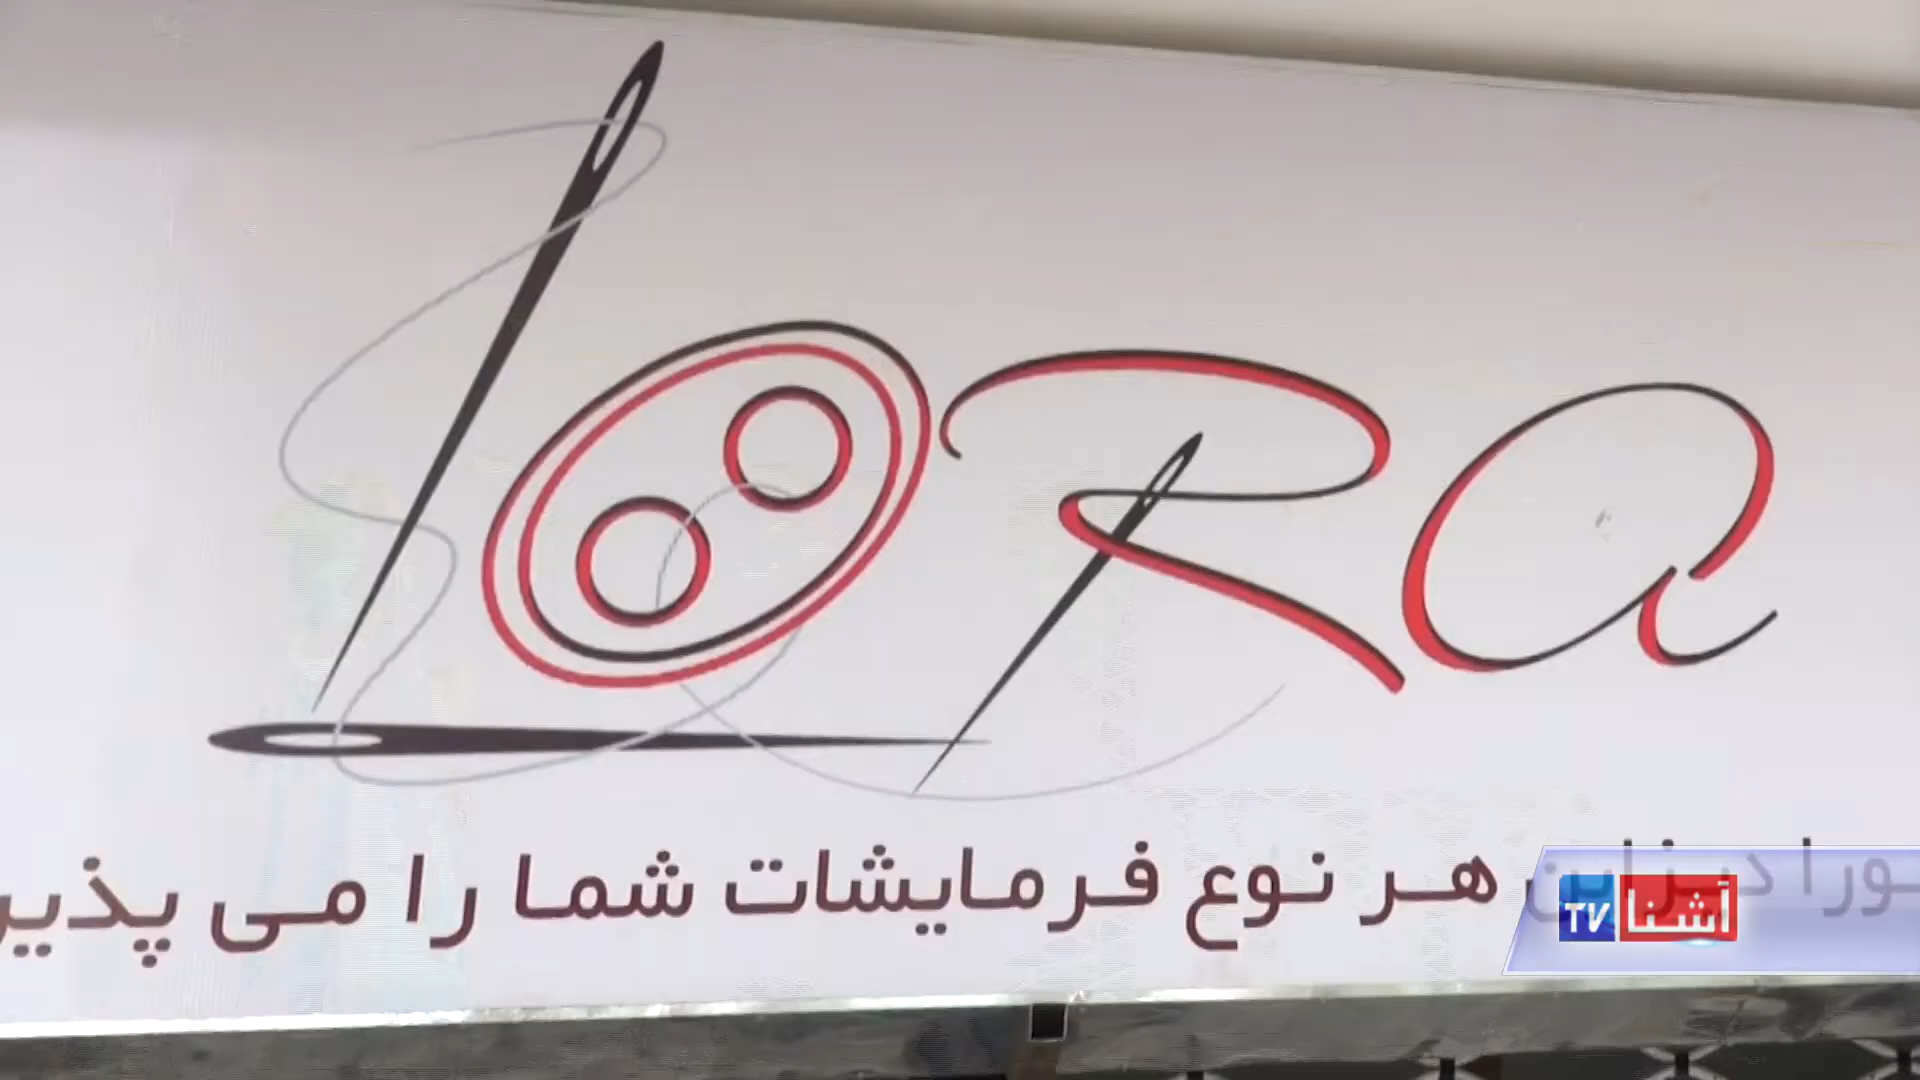 LORA
هر نوع فرمایشات شما را می پذیر
آشنا TV